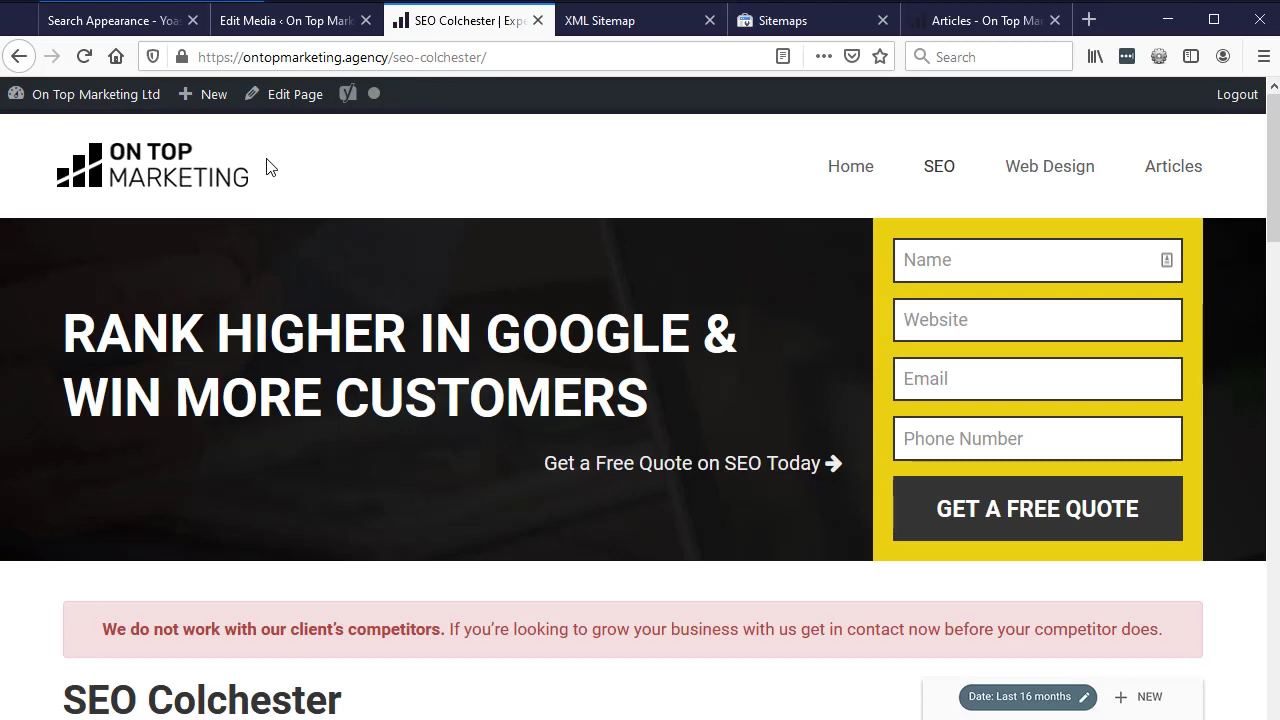 Search Appearance - Yoas
Edit Media ‹ On Top Mark
SEO Colchester | Expe
XML Sitemap
Sitemaps
Articles - On Top Ma
https://ontopmarketing.agency/seo-colchester/
Search
On Top Marketing Ltd
New
Edit Page
Logout
ON TOP
MARKETING
Home
SEO
Web Design
Articles
RANK HIGHER IN GOOGLE &
WIN MORE CUSTOMERS
Get a Free Quote on SEO Today
Name
Website
Email
Phone Number
GET A FREE QUOTE
We do not work with our client's competitors. If you're looking to grow your business with us get in contact now before your competitor does.
SEO Colchester
Date: Last 16 months
+ NEW